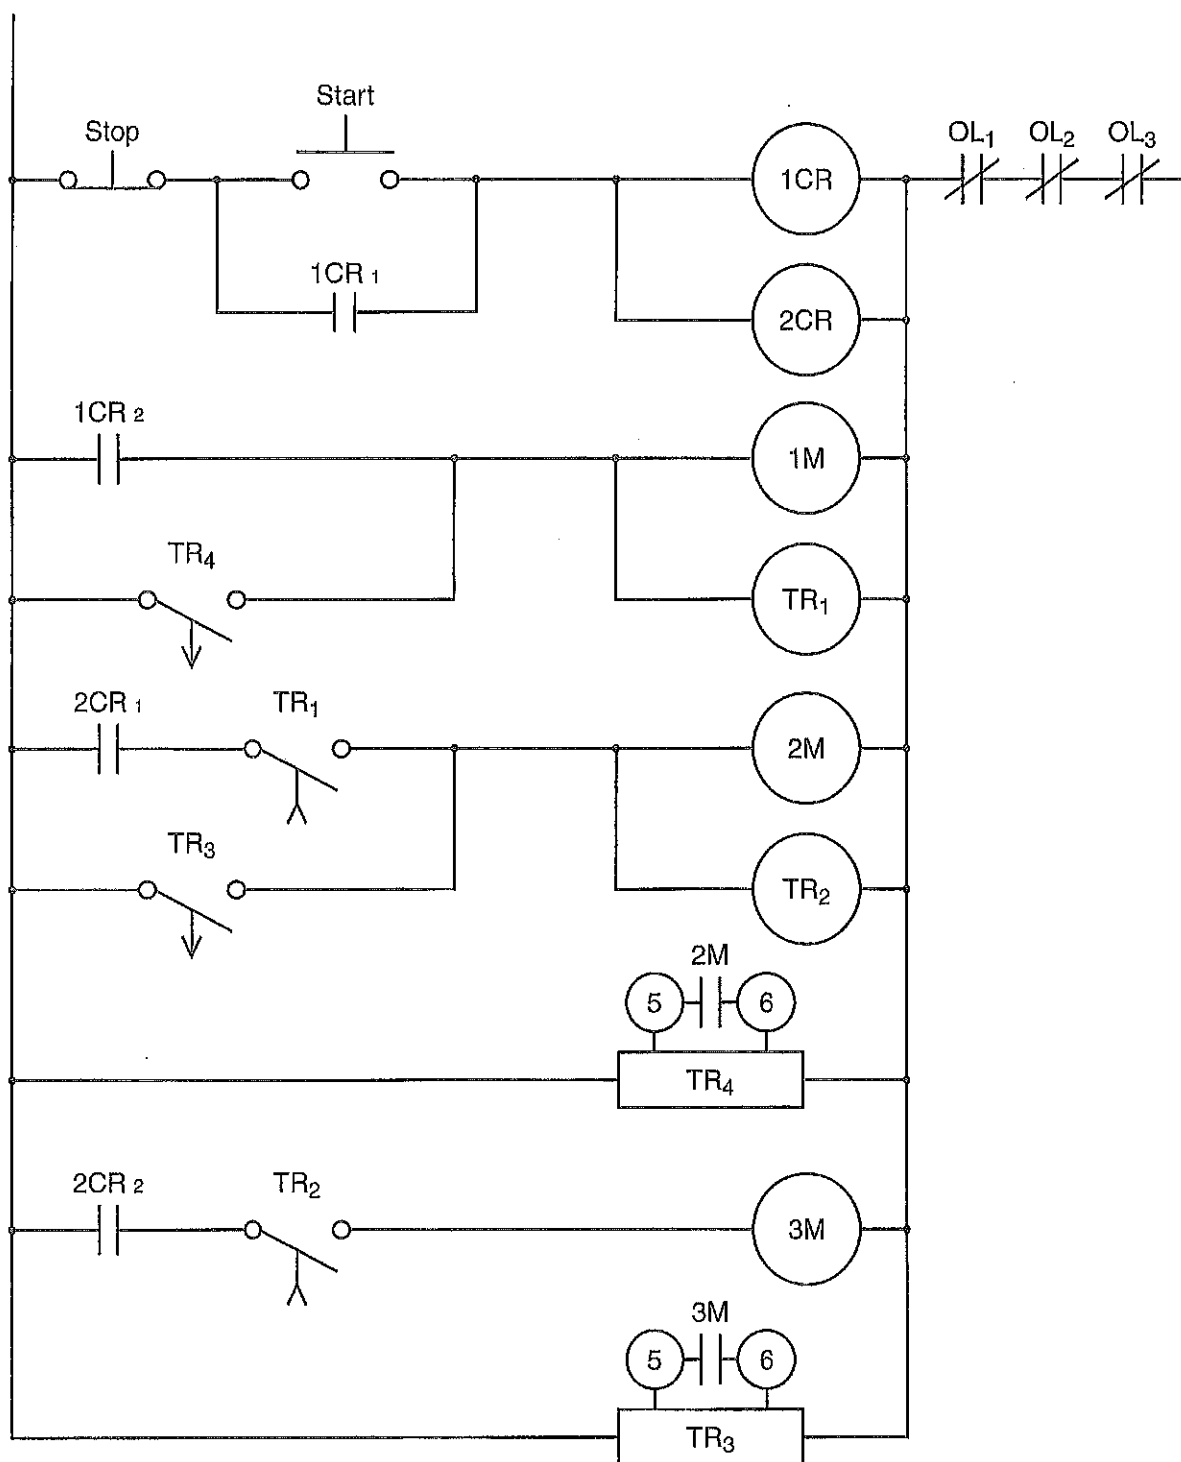 Start
Stop
1CR
OL₁
OL₂
OL₃
1CR ₁
2CR
1CR ₂
1M
TR₄
TR₁
2CR ₁
TR₁
2M
TR₃
TR₂
2M
5
6
TR₄
2CR ₂
TR₂
3M
3M
5
6
TR₃